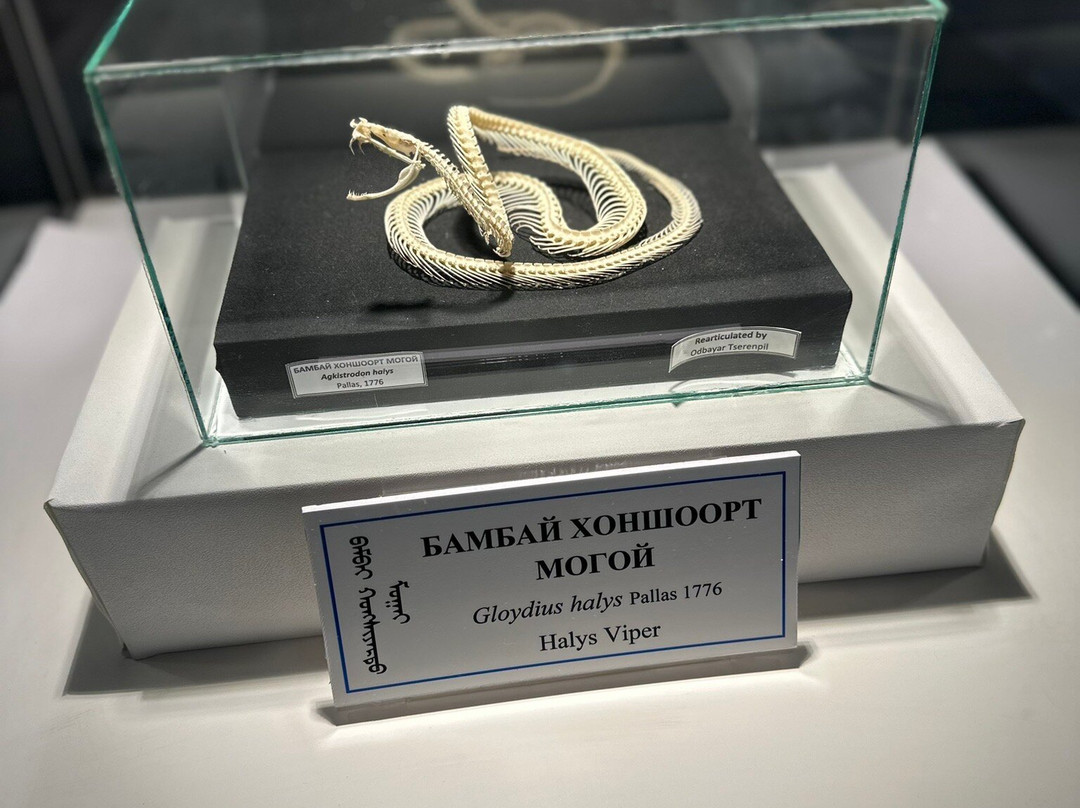 БАМБАЙ ХОНШООРТ МОГОЙ
Agkistrodon halys
Pallas, 1776
Rearticulated by
Odbayar Tserenpil
БАМБАЙ ХОНШООРТ
МОГОЙ
Gloydius halys Pallas 1776
Halys Viper